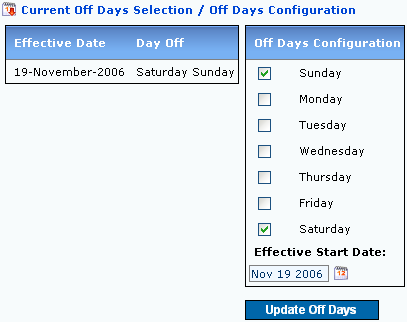 Current Off Days Selection / Off Days Configuration
Effective Date Day Off
19-November-2006 Saturday Sunday
Off Days Configuration
Sunday
Monday
Tuesday
Wednesday
Thursday
Friday
Saturday
Effective Start Date:
Nov 19 2006
Update Off Days